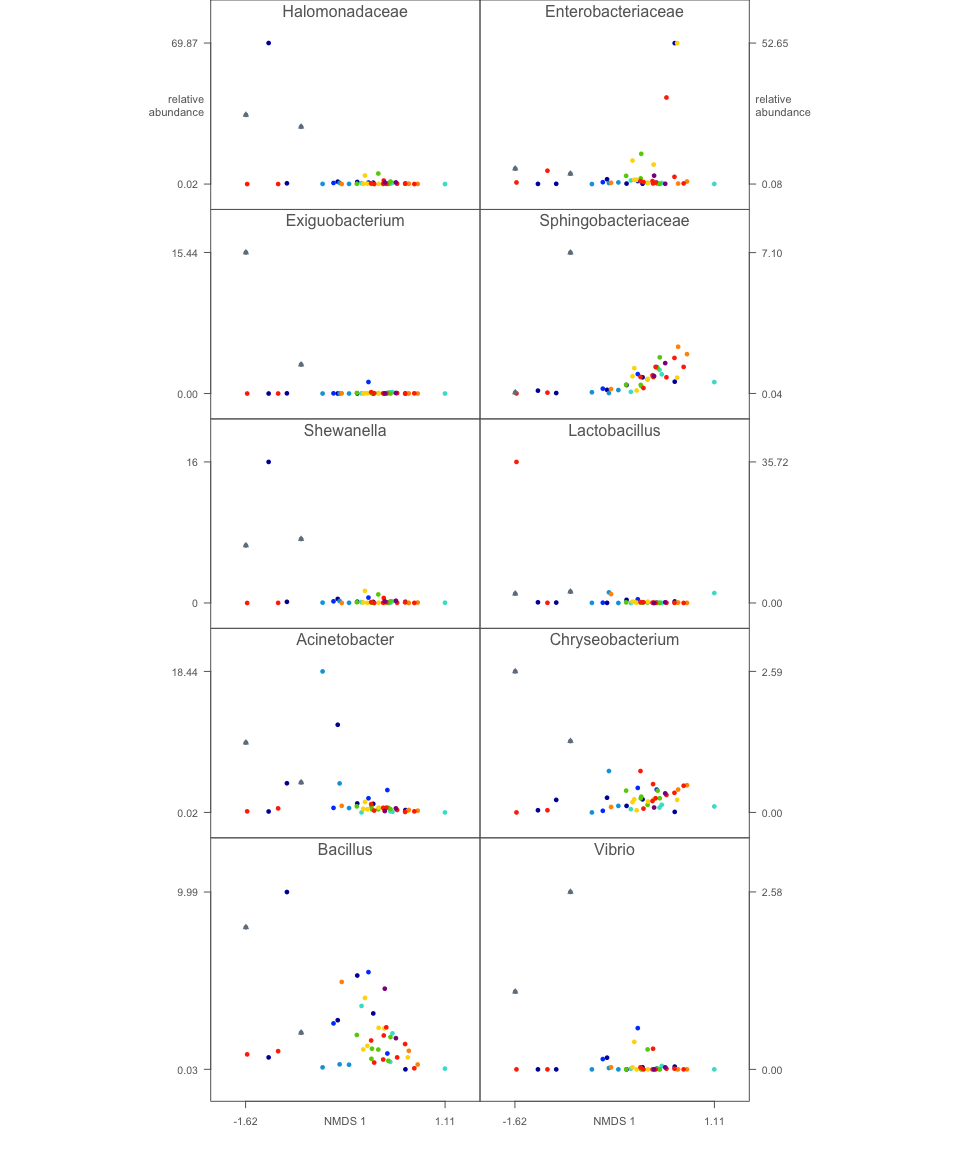 Halomonadaceae
Enterobacteriaceae
69.87
52.65
relative
abundance
relative
abundance
0.02
0.08
Exiguobacterium
Sphingobacteriaceae
15.44
7.10
0.00
0.04
Shewanella
Lactobacillus
16
35.72
0
0.00
Acinetobacter
Chryseobacterium
18.44
2.59
0.02
0.00
Bacillus
Vibrio
9.99
2.58
0.03
0.00
-1.62 NMDS 1 1.11
-1.62 NMDS 1 1.11